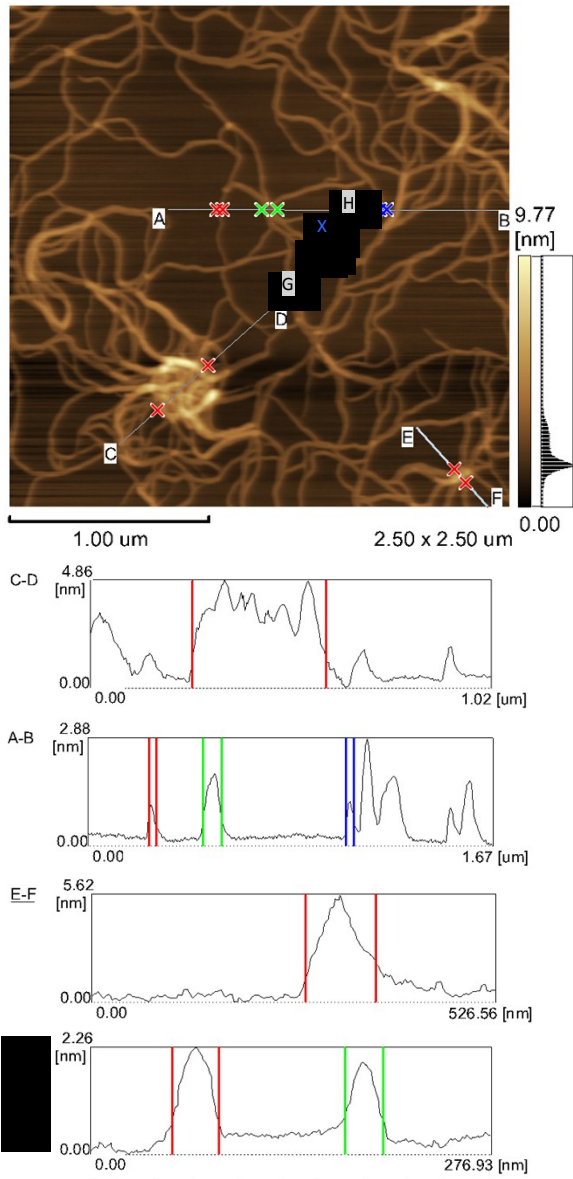 H
A
B
X
9.77
[nm]
G
D
E
C
F
0.00
1.00 um
2.50 x 2.50 um
C-D
4.86
[nm]
0.00
0.00
1.02 [um]
A-B
2.88
[nm]
0.00
0.00
1.67 [um]
E-F
5.62
[nm]
0.00
0.00
526.56 [nm]
2.26
[nm]
0.00
0.00
276.93 [nm]